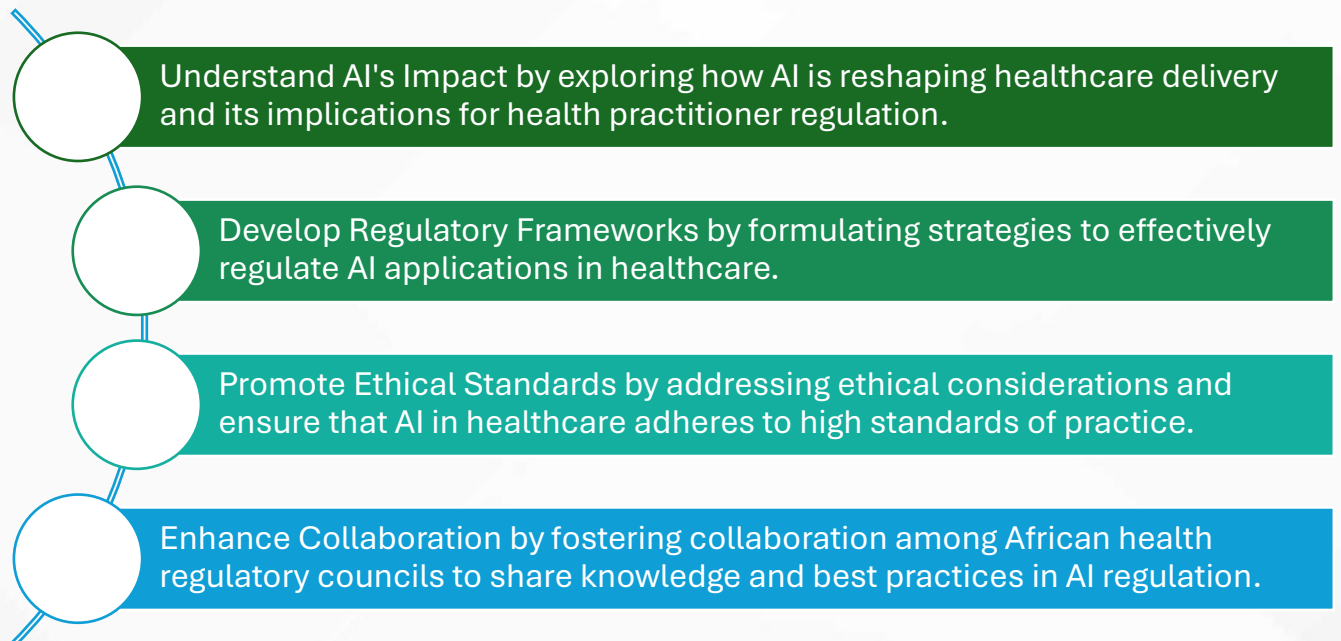 Understand AI's Impact by exploring how AI is reshaping healthcare delivery
and its implications for health practitioner regulation.
Develop Regulatory Frameworks by formulating strategies to effectively
regulate AI applications in healthcare.
Promote Ethical Standards by addressing ethical considerations and
ensure that AI in healthcare adheres to high standards of practice.
Enhance Collaboration by fostering collaboration among African health
regulatory councils to share knowledge and best practices in AI regulation.